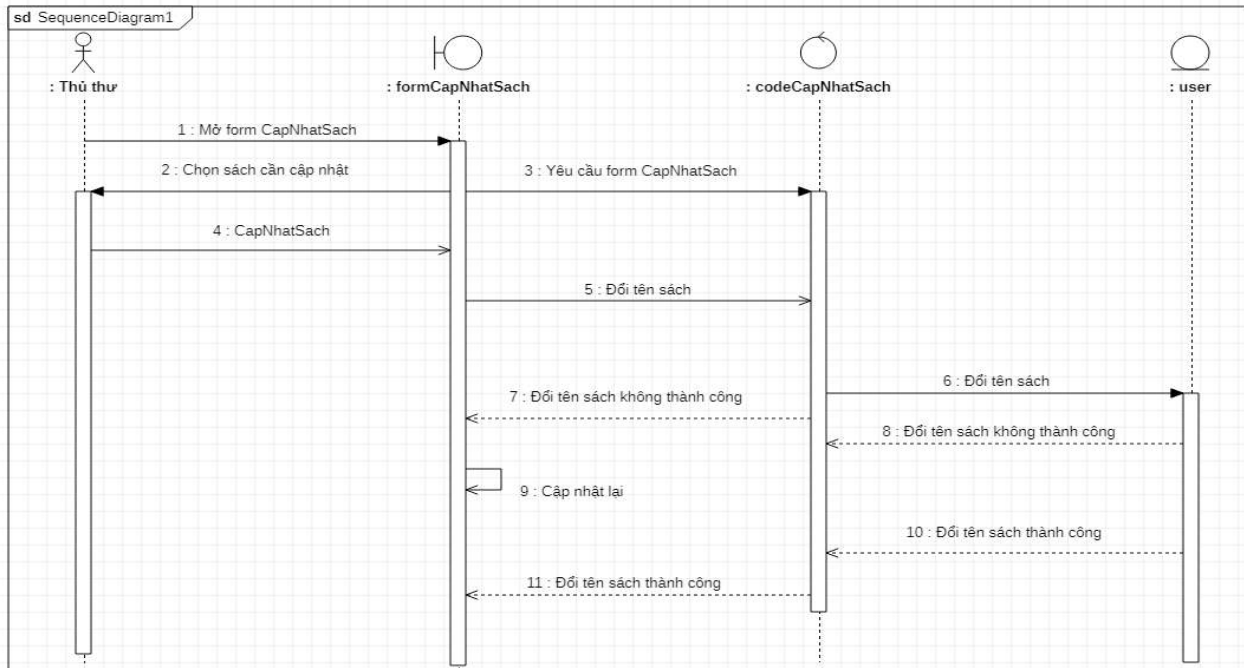 sd SequenceDiagram1
: Thủ thư
: formCapNhatSach
: codeCapNhatSach
: user
1 : Mở form CapNhatSach
2 : Chọn sách cần cập nhật
3 : Yêu cầu form CapNhatSach
4 : CapNhatSach
5 : Đổi tên sách
6 : Đổi tên sách
7 : Đổi tên sách không thành công
8 : Đổi tên sách không thành công
9 : Cập nhật lại
10 : Đổi tên sách thành công
11 : Đổi tên sách thành công